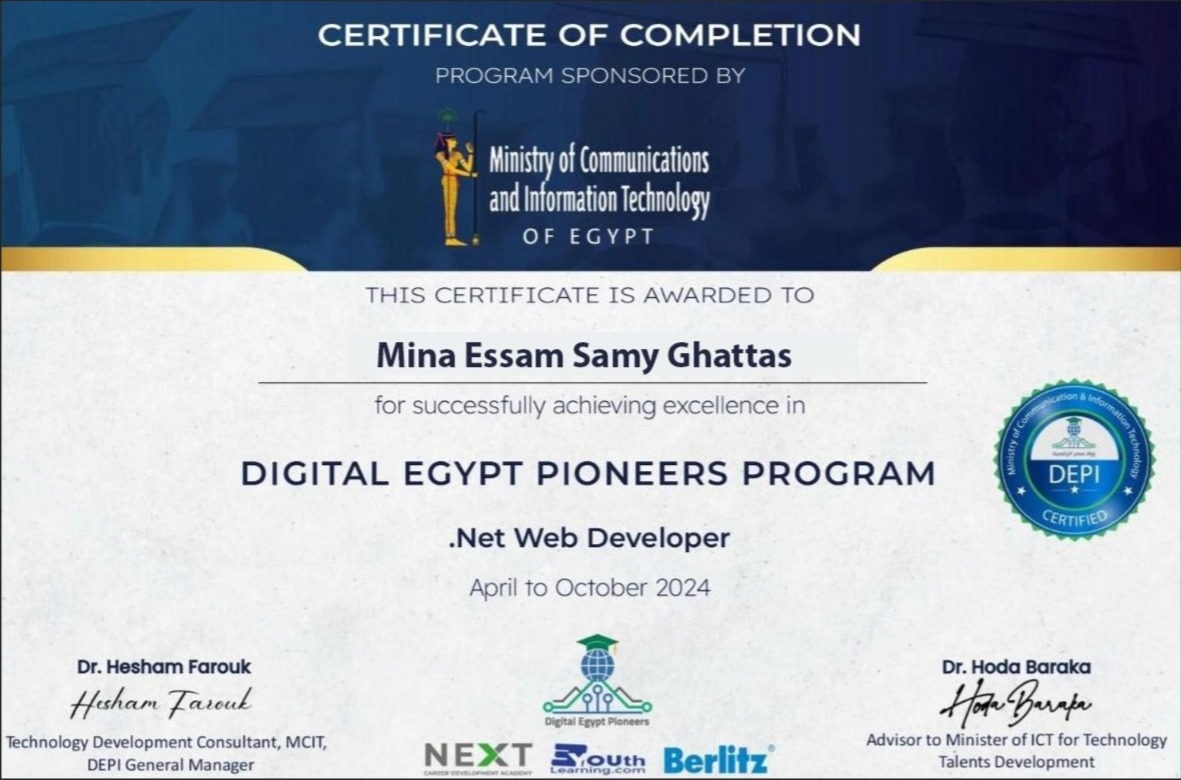 CERTIFICATE OF COMPLETION
PROGRAM SPONSORED BY
Ministry of Communications
and Information Technology
OF EGYPT
THIS CERTIFICATE IS AWARDED TO
Mina Essam Samy Ghattas
for successfully achieving excellence in
DIGITAL EGYPT PIONEERS PROGRAM
.Net Web Developer
April to October 2024
Ministry of Communication & Information Technology
رواد مصر الرقمية
DEPI
CERTIFIED
Dr. Hesham Farouk
Hesham Farouk
Technology Development Consultant, MCIT,
DEPI General Manager
Digital Egypt Pioneers
NEXT
CAREER DEVELOPMENT ACADEMY
YOUTH
Learning.com
Berlitz®
Dr. Hoda Baraka
Hoda Baraka
Advisor to Minister of ICT for Technology
Talents Development